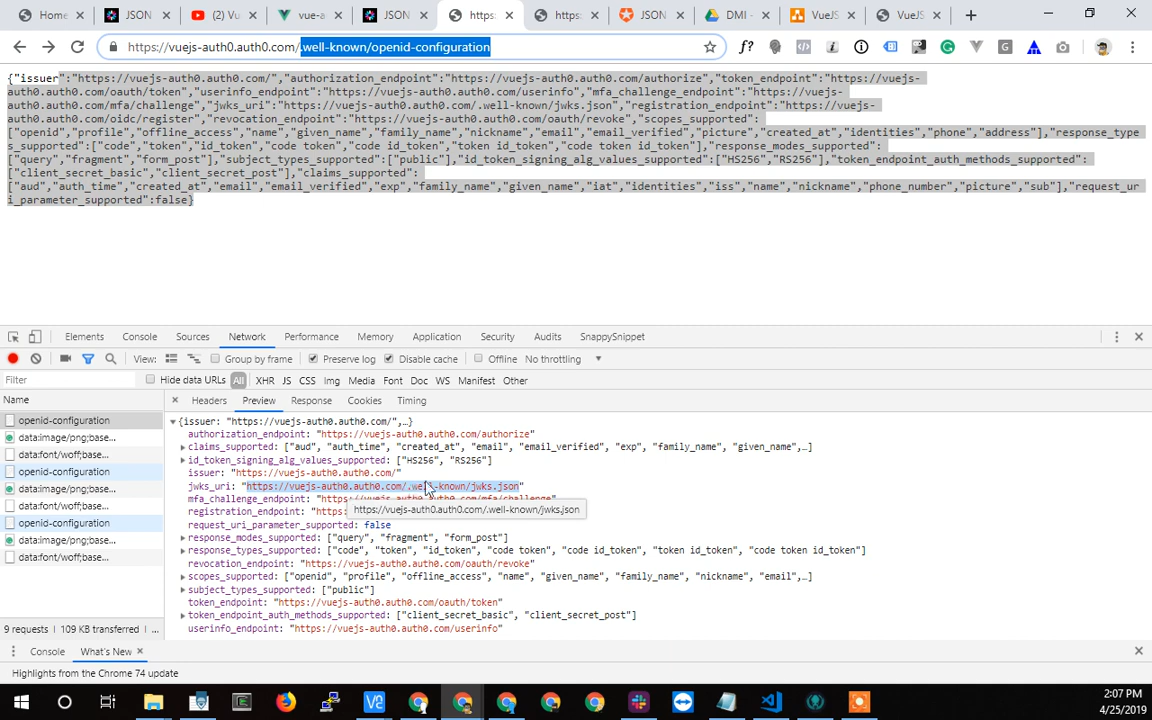 Home
JSON
(2) Vu
vue-a
JSON
https:
https:
JSON
DMI -
VueJS
VueJS
https://vuejs-auth0.auth0.com/.well-known/openid-configuration
{"issuer":"https://vuejs-auth0.auth0.com/","authorization_endpoint":"https://vuejs-auth0.auth0.com/authorize","token_endpoint":"https://vuejs-
auth0.auth0.com/oauth/token","userinfo_endpoint":"https://vuejs-auth0.auth0.com/userinfo","mfa_challenge_endpoint":"https://vuejs-
auth0.auth0.com/mfa/challenge","jwks_uri":"https://vuejs-auth0.auth0.com/.well-known/jwks.json","registration_endpoint":"https://vuejs-
auth0.auth0.com/oidc/register","revocation_endpoint":"https://vuejs-auth0.auth0.com/oauth/revoke","scopes_supported":
["openid","profile","offline_access","name","given_name","family_name","nickname","email","email_verified","picture","created_at","identities","phone","address"],"response_type
s_supported":["code","token","id_token","code token","code id_token","token id_token","code token id_token"],"response_modes_supported":
["query","fragment","form_post"],"subject_types_supported":["public"],"id_token_signing_alg_values_supported":["HS256","RS256"],"token_endpoint_auth_methods_supported":
["client_secret_basic","client_secret_post"],"claims_supported":
["aud","auth_time","created_at","email","email_verified","exp","family_name","given_name","iat","identities","iss","name","nickname","phone_number","picture","sub"],"request_ur
i_parameter_supported":false}
Elements Console Sources Network Performance Memory Application Security Audits SnappySnippet
View: Group by frame Preserve log Disable cache Offline No throttling
Filter Hide data URLs All XHR JS CSS Img Media Font Doc WS Manifest Other
Name
Headers Preview Response Cookies Timing
openid-configuration
data:image/png;base...
data:font/woff;base...
openid-configuration
data:image/png;base...
data:font/woff;base...
openid-configuration
data:image/png;base...
data:font/woff;base...
{issuer: "https://vuejs-auth0.auth0.com/",…}
authorization_endpoint: "https://vuejs-auth0.auth0.com/authorize"
claims_supported: ["aud", "auth_time", "created_at", "email", "email_verified", "exp", "family_name", "given_name",…]
id_token_signing_alg_values_supported: ["HS256", "RS256"]
issuer: "https://vuejs-auth0.auth0.com/"
jwks_uri: "https://vuejs-auth0.auth0.com/.well-known/jwks.json"
mfa_challenge_endpoint: "https://vuejs-auth0.auth0.com/mfa/challenge"
registration_endpoint: "https:
https://vuejs-auth0.auth0.com/.well-known/jwks.json
request_uri_parameter_supported: false
response_modes_supported: ["query", "fragment", "form_post"]
response_types_supported: ["code", "token", "id_token", "code token", "code id_token", "token id_token", "code token id_token"]
revocation_endpoint: "https://vuejs-auth0.auth0.com/oauth/revoke"
scopes_supported: ["openid", "profile", "offline_access", "name", "given_name", "family_name", "nickname", "email",…]
subject_types_supported: ["public"]
token_endpoint: "https://vuejs-auth0.auth0.com/oauth/token"
token_endpoint_auth_methods_supported: ["client_secret_basic", "client_secret_post"]
userinfo_endpoint: "https://vuejs-auth0.auth0.com/userinfo"
9 requests | 109 KB transferred | ...
Console What's New
Highlights from the Chrome 74 update
2:07 PM
4/25/2019